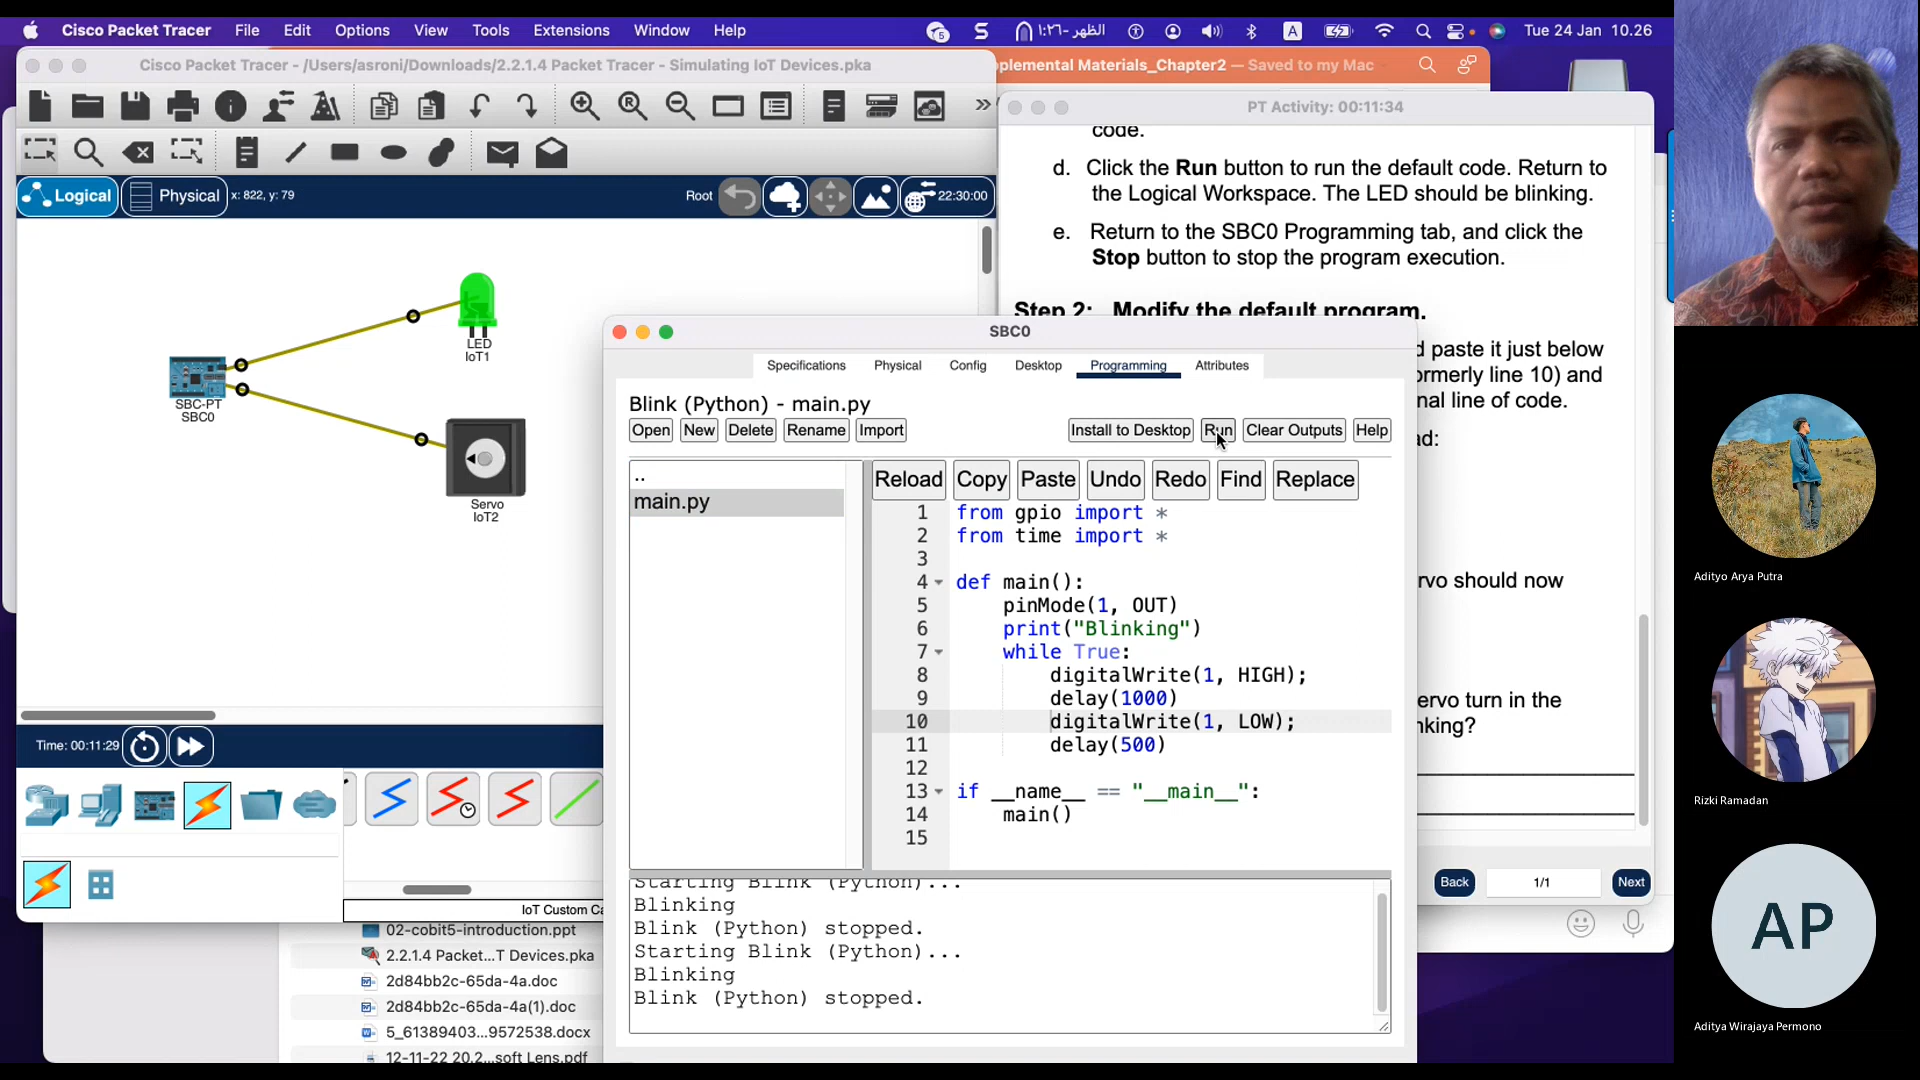 Cisco Packet Tracer File Edit Options View Tools Extensions Window Help
5 S الظهر -١:٢٦ A Tue 24 Jan 10.26
Cisco Packet Tracer - /Users/asroni/Downloads/2.2.1.4 Packet Tracer - Simulating IoT Devices.pka
plemental Materials_Chapter2 — Saved to my Mac
Logical Physical x: 822, y: 79 Root 22:30:00
PT Activity: 00:11:34
code.
d. Click the Run button to run the default code. Return to
the Logical Workspace. The LED should be blinking.
e. Return to the SBC0 Programming tab, and click the
Stop button to stop the program execution.
Step 2: Modify the default program.
d paste it just below
ormerly line 10) and
nal line of code.
ad:
rvo should now
ervo turn in the
nking?
Back 1/1 Next
LED
IoT1
SBC-PT
SBC0
Servo
IoT2
Time: 00:11:29
IoT Custom Ca
SBC0
Specifications Physical Config Desktop Programming Attributes
Blink (Python) - main.py
Open New Delete Rename Import Install to Desktop Run Clear Outputs Help
..
main.py
Reload Copy Paste Undo Redo Find Replace
1 from gpio import *
2 from time import *
3
4 def main():
5 pinMode(1, OUT)
6 print("Blinking")
7 while True:
8 digitalWrite(1, HIGH);
9 delay(1000)
10 digitalWrite(1, LOW);
11 delay(500)
12
13 if __name__ == "__main__":
14 main()
15
Starting Blink (Python)...
Blinking
Blink (Python) stopped.
Starting Blink (Python)...
Blinking
Blink (Python) stopped.
02-cobit5-introduction.ppt
2.2.1.4 Packet...T Devices.pka
2d84bb2c-65da-4a.doc
2d84bb2c-65da-4a(1).doc
5_61389403...9572538.docx
12-11-22 20.2...soft Lens.pdf
Adityo Arya Putra
Rizki Ramadan
AP
Aditya Wirajaya Permono